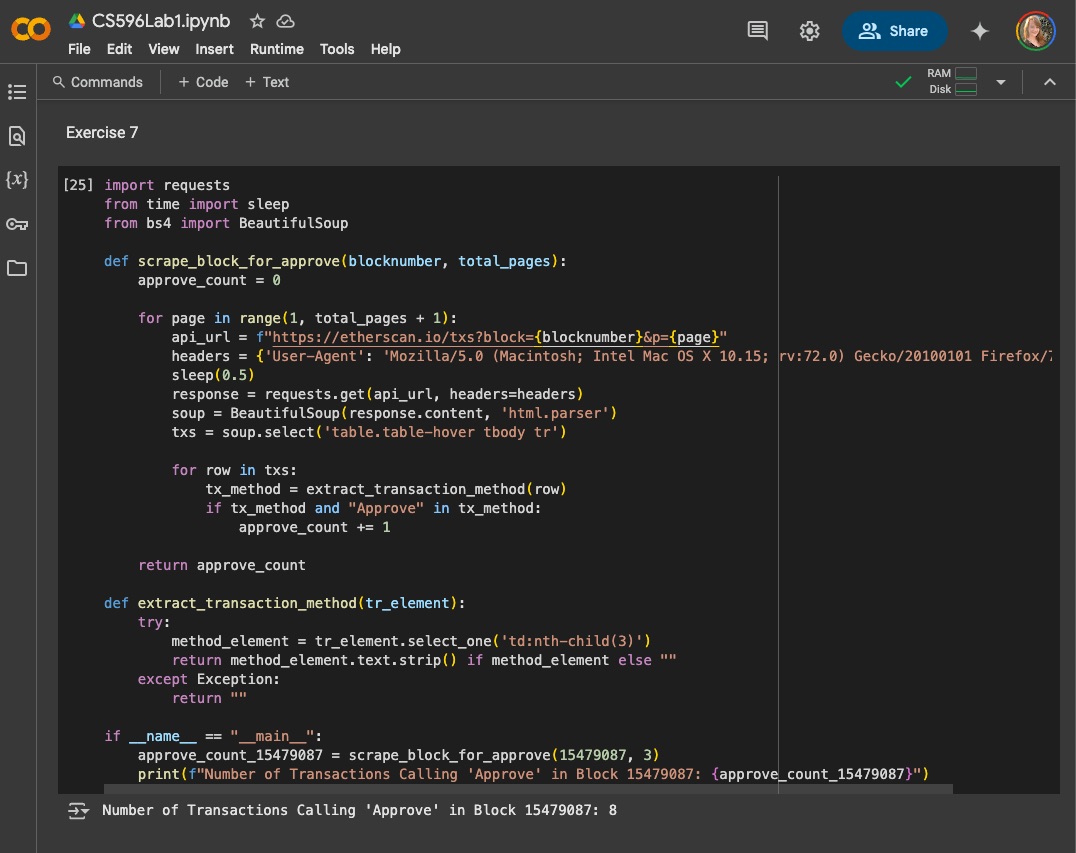 CS596Lab1.ipynb
File Edit View Insert Runtime Tools Help
Share
Commands + Code + Text
RAM
Disk
{x}
Exercise 7
[25] import requests
from time import sleep
from bs4 import BeautifulSoup
def scrape_block_for_approve(blocknumber, total_pages):
    approve_count = 0
    for page in range(1, total_pages + 1):
        api_url = f"https://etherscan.io/txs?block={blocknumber}&p={page}"
        headers = {'User-Agent': 'Mozilla/5.0 (Macintosh; Intel Mac OS X 10.15; rv:72.0) Gecko/20100101 Firefox/7
        sleep(0.5)
        response = requests.get(api_url, headers=headers)
        soup = BeautifulSoup(response.content, 'html.parser')
        txs = soup.select('table.table-hover tbody tr')
        for row in txs:
            tx_method = extract_transaction_method(row)
            if tx_method and "Approve" in tx_method:
                approve_count += 1
    return approve_count
def extract_transaction_method(tr_element):
    try:
        method_element = tr_element.select_one('td:nth-child(3)')
        return method_element.text.strip() if method_element else ""
    except Exception:
        return ""
if __name__ == "__main__":
    approve_count_15479087 = scrape_block_for_approve(15479087, 3)
    print(f"Number of Transactions Calling 'Approve' in Block 15479087: {approve_count_15479087}")
Number of Transactions Calling 'Approve' in Block 15479087: 8